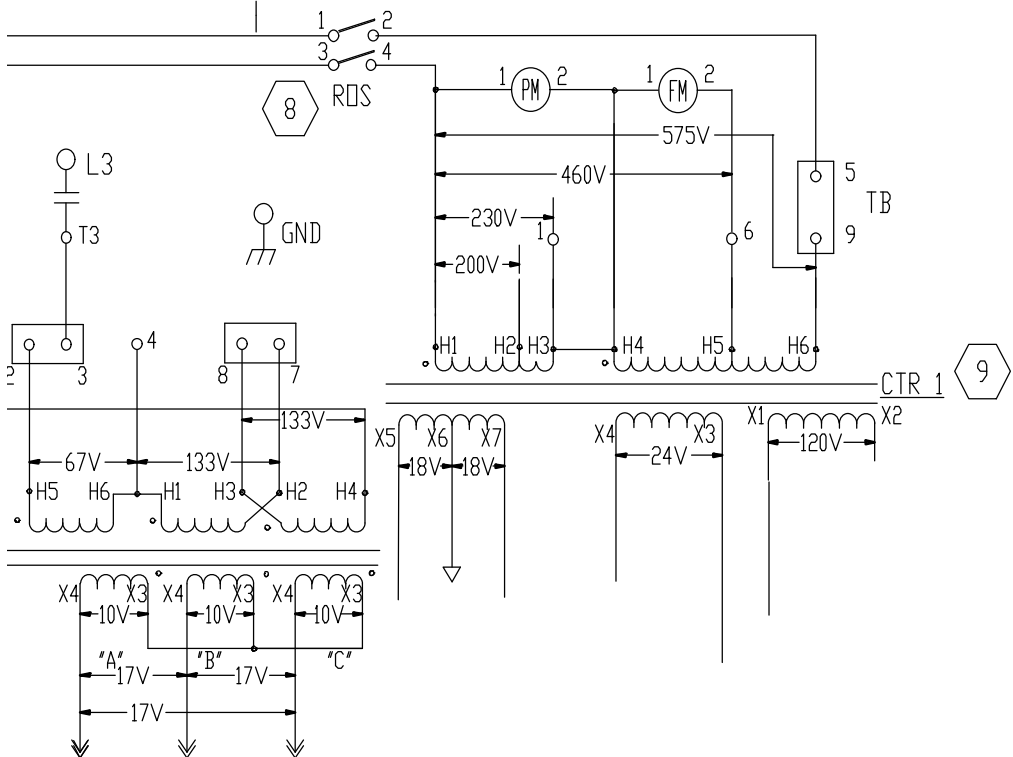 1 2
3 4
ROS
8
1 PM 2
1 FM 2
575V
L3
460V
5
TB
T3
GND
230V
1
6
9
200V
4
H1 H2 H3 H4 H5 H6
3
8 7
CTR 1
9
133V
X5 X6 X7
X4 X3
X1 X2
67V 133V
18V 18V
24V
120V
H5 H6 H1 H3 H2 H4
X4 X3 X4 X3 X4 X3
10V 10V 10V
"A" "B" "C"
17V 17V
17V